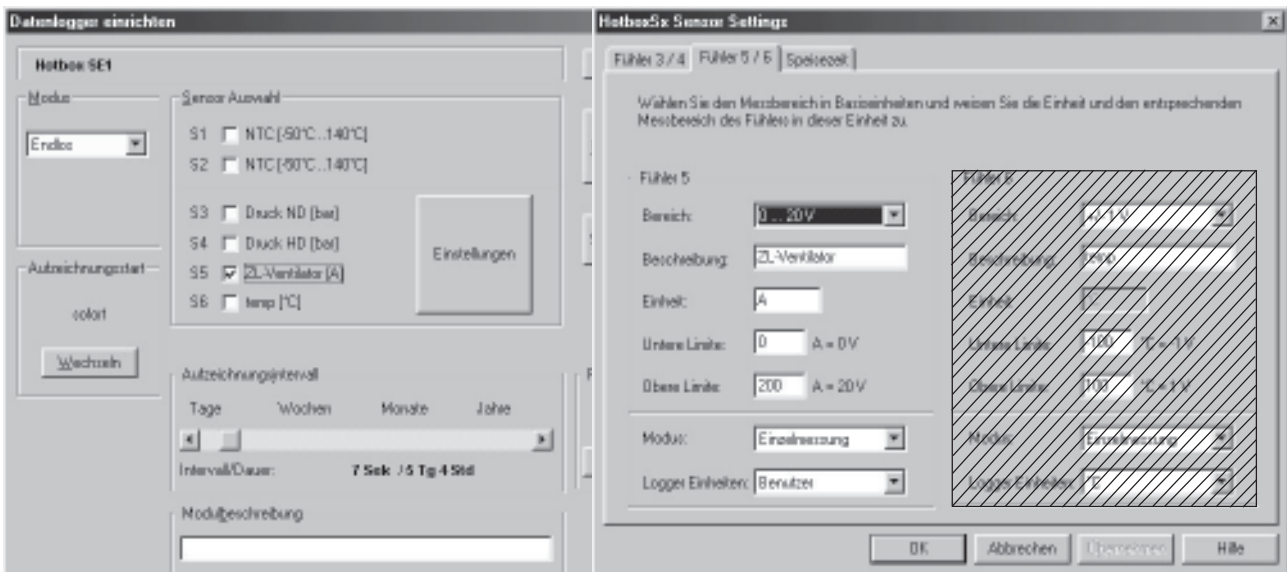 Datenlogger einrichten
Hotbox SE1
Modus
Endlos
Aufzeichnungsstart
sofort
Wechseln
Sensor Auswahl
S1 NTC [-50°C...140°C]
S2 NTC [-50°C...140°C]
S3 Druck ND [bar]
S4 Druck HD [bar]
S5 ZL-Ventilator [A]
S6 temp [°C]
Einstellungen
Aufzeichnungsintervall
Tage Wochen Monate Jahre
Intervall/Dauer: 7 Sek / 5 Tg 4 Std
Modulbeschreibung
HotboxSx Sensor Settings
Fühler 3 / 4 Fühler 5 / 6 Speisezeit
Wählen Sie den Messbereich in Basiseinheiten und weisen Sie die Einheit und den entsprechenden
Messbereich des Fühlers in dieser Einheit zu.
Fühler 5
Bereich: 0 ... 20 V
Beschreibung: ZL-Ventilator
Einheit: A
Untere Limite: 0 A = 0 V
Obere Limite: 200 A = 20 V
Modus: Einzelmessung
Logger Einheiten: Benutzer
Fühler 6
Bereich: +/- 1 V
Beschreibung: temp
Einheit: °C
Untere Limite: -100 °C = -1 V
Obere Limite: 100 °C = 1 V
Modus: Einzelmessung
Logger Einheiten: °C
OK Abbrechen Übernehmen Hilfe